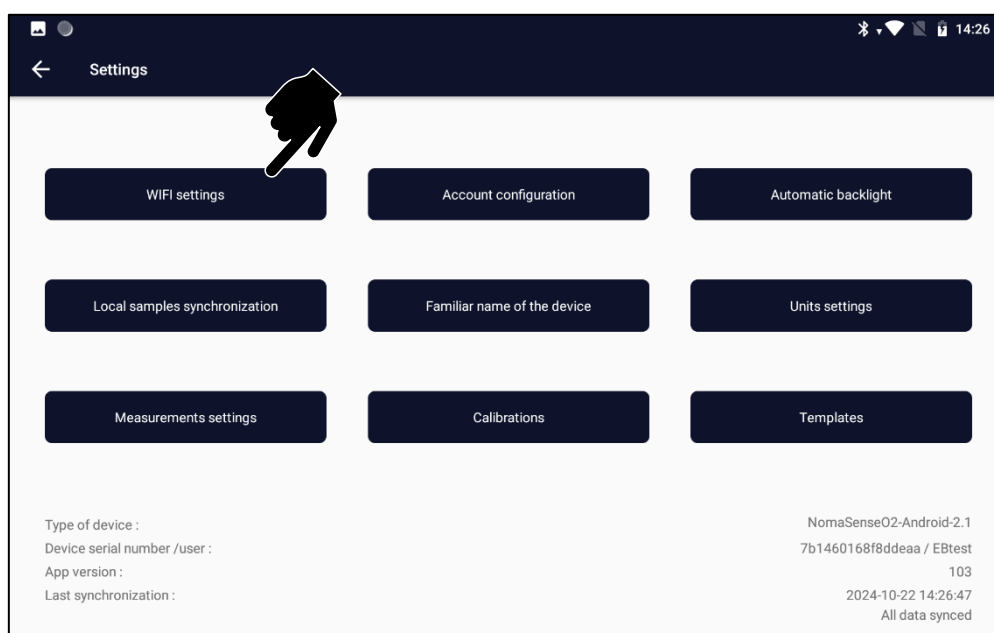 14:26
Settings
WIFI settings
Account configuration
Automatic backlight
Local samples synchronization
Familiar name of the device
Units settings
Measurements settings
Calibrations
Templates
Type of device : NomaSenseO2-Android-2.1
Device serial number /user : 7b1460168f8ddeaa / EBtest
App version : 103
Last synchronization : 2024-10-22 14:26:47
All data synced